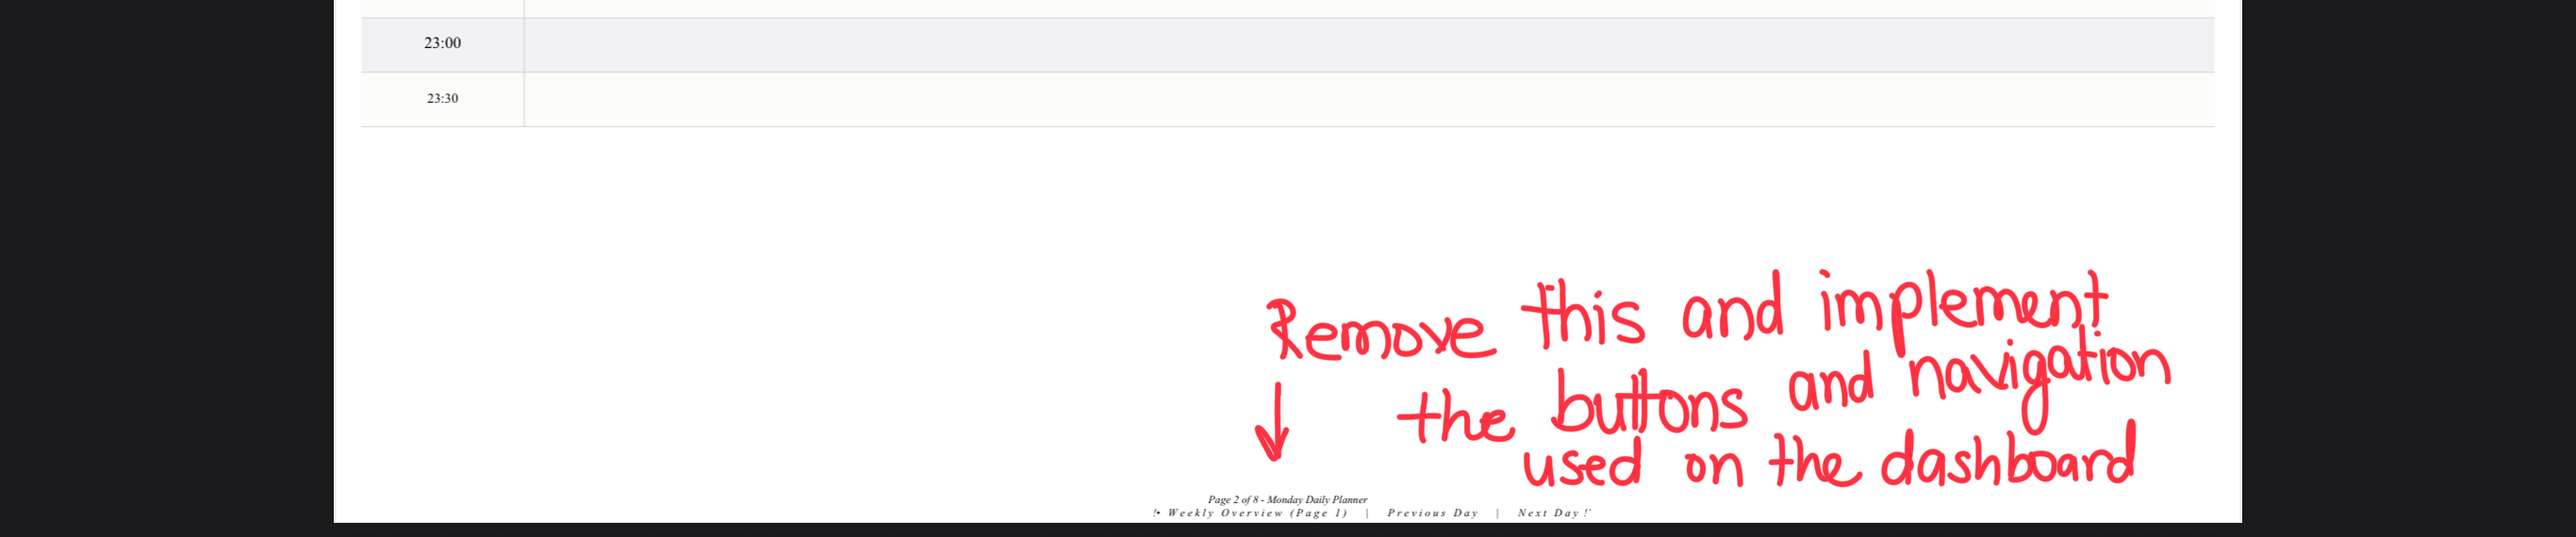 23:00
23:30
Remove this and implement
the buttons and navigation
used on the dashboard
Page 2 of 8 - Monday Daily Planner
!• Weekly Overview (Page 1) | Previous Day | Next Day !'